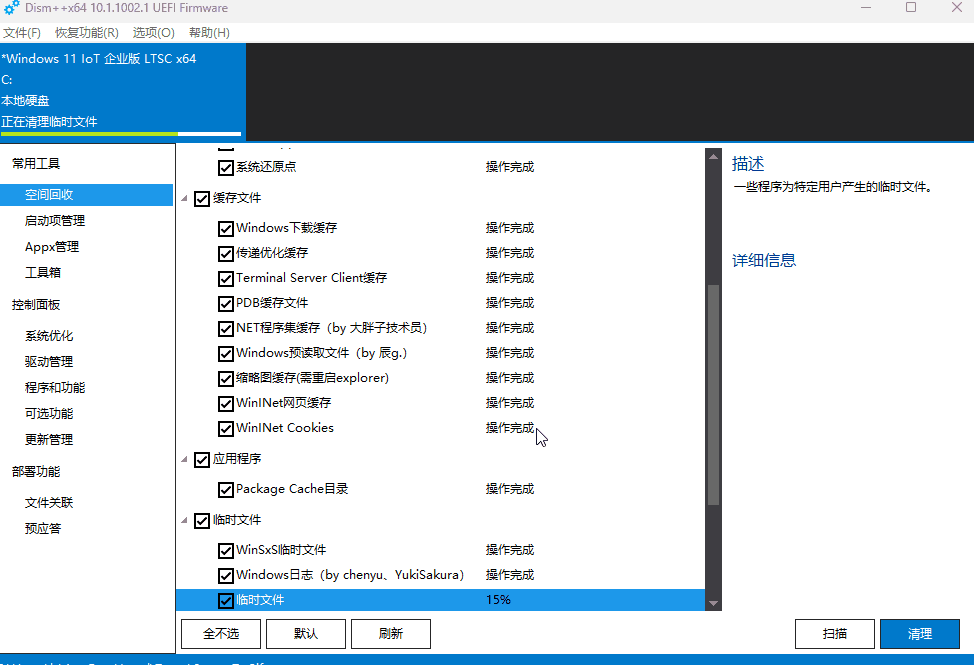 Dism++x64 10.1.1002.1 UEFI Firmware
文件(F) 恢复功能(R) 选项(O) 帮助(H)
*Windows 11 IoT 企业版 LTSC x64
C:
本地硬盘
正在清理临时文件
常用工具
空间回收
启动项管理
Appx管理
工具箱
控制面板
系统优化
驱动管理
程序和功能
可选功能
更新管理
部署功能
文件关联
预应答
系统还原点 操作完成
缓存文件
Windows下载缓存 操作完成
传递优化缓存 操作完成
Terminal Server Client缓存 操作完成
PDB缓存文件 操作完成
NET程序集缓存（by 大胖子技术员） 操作完成
Windows预读取文件（by 辰g.） 操作完成
缩略图缓存(需重启explorer) 操作完成
WinINet网页缓存 操作完成
WinINet Cookies 操作完成
应用程序
Package Cache目录 操作完成
临时文件
WinSxS临时文件 操作完成
Windows日志（by chenyu、YukiSakura） 操作完成
临时文件 15%
描述
一些程序为特定用户产生的临时文件。
详细信息
全不选 默认 刷新 扫描 清理